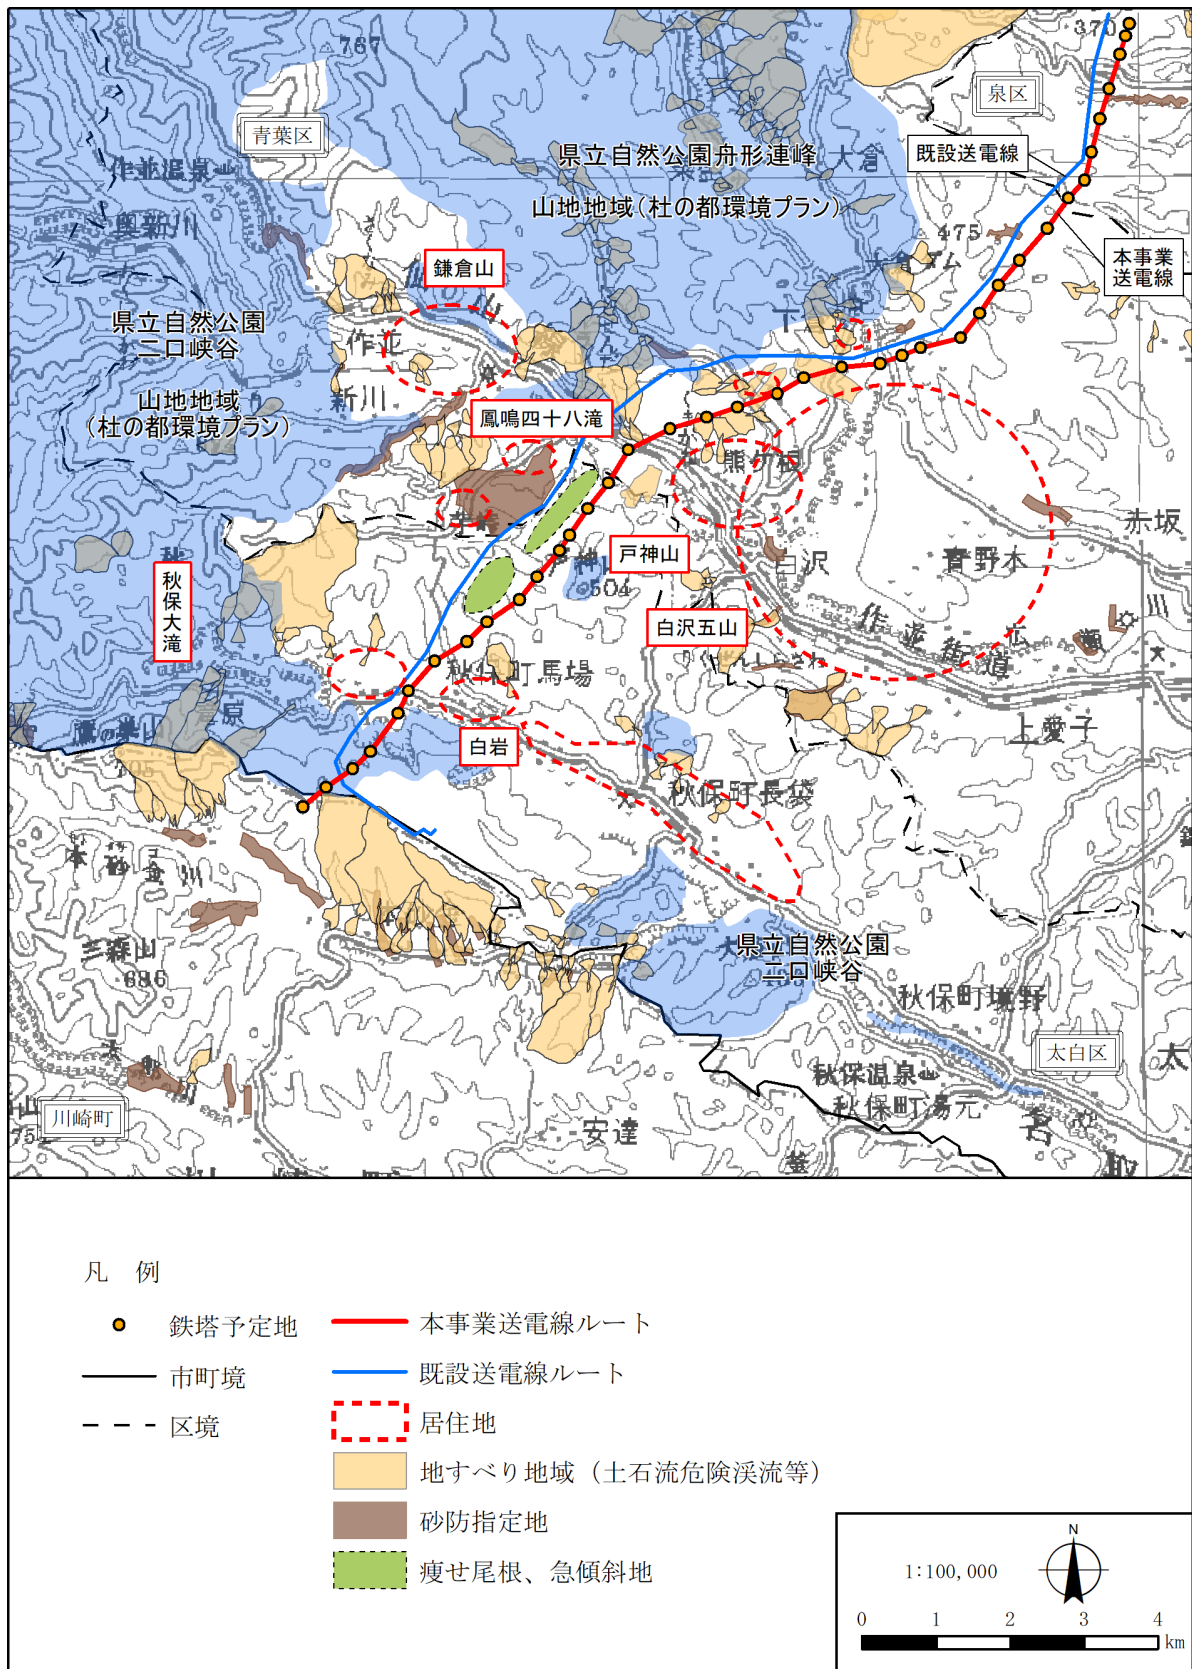 767
370
泉区
青葉区
県立自然公園舟形連峰
大倉
既設送電線
作並温泉
山地地域(杜の都環境プラン)
奥新川
475
本事業
送電線
鎌倉山
県立自然公園
二口峡谷
作並
下
新川
山地地域
(杜の都環境プラン)
鳳鳴四十八滝
熊ケ根
赤坂
戸神山
白沢
青野木
504
秋保大滝
白沢五山
作並街道
秋保町馬場
上愛子
白岩
秋保町長袋
本砂金川
三森山
686
県立自然公園
二口峡谷
秋保町境野
太白区
太
秋保温泉
秋保町湯元
川崎町
安達
名
取
凡 例
鉄塔予定地
本事業送電線ルート
市町境
既設送電線ルート
区境
居住地
地すべり地域（土石流危険渓流等）
砂防指定地
痩せ尾根、急傾斜地
N
1:100,000
0 1 2 3 4
km